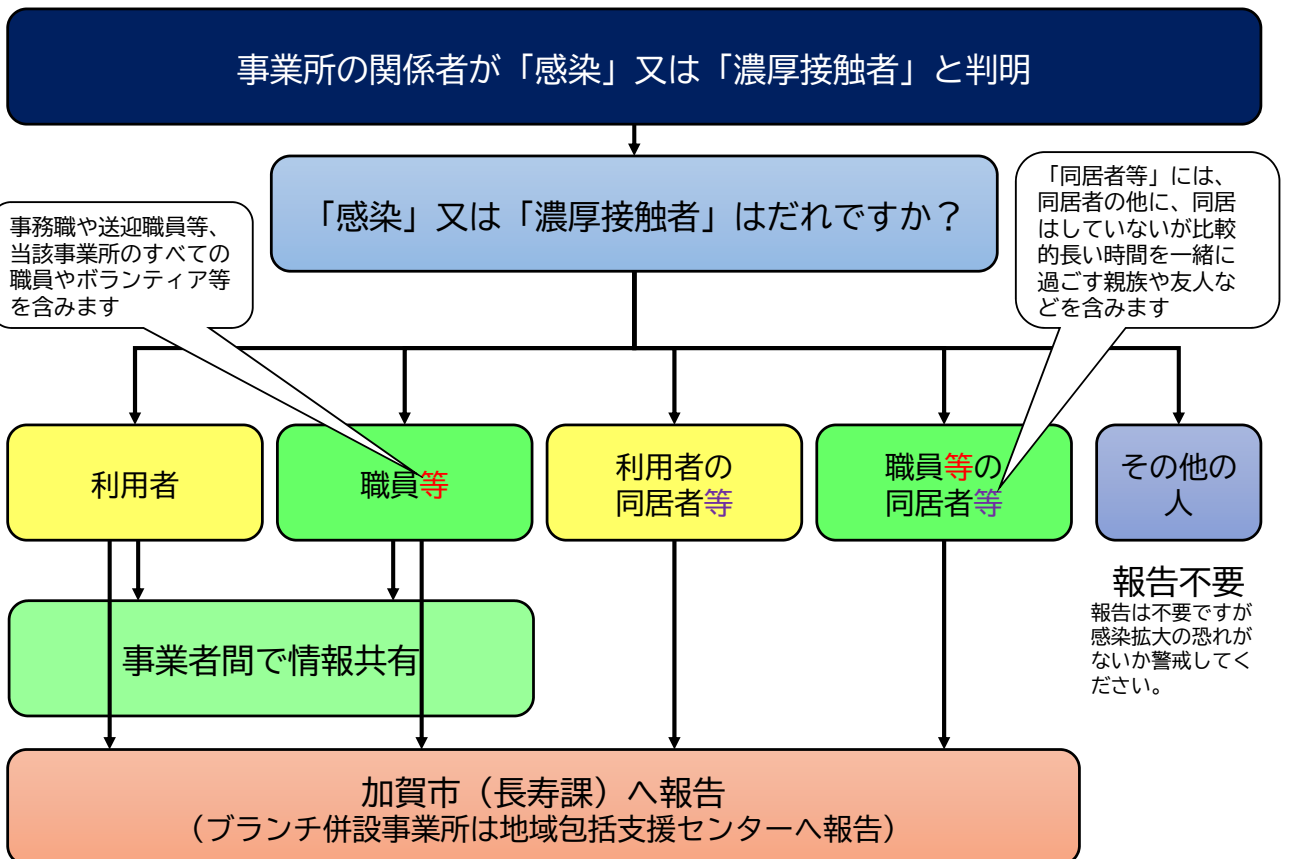 事業所の関係者が「感染」又は「濃厚接触者」と判明
「感染」又は「濃厚接触者」はだれですか？
事務職や送迎職員等、
当該事業所のすべての
職員やボランティア等
を含みます
「同居者等」には、
同居者の他に、同居
はしていないが比較
的長い時間を一緒に
過ごす親族や友人な
どを含みます
利用者
職員等
利用者の
同居者等
職員等の
同居者等
その他の
人
報告不要
報告は不要ですが
感染拡大の恐れが
ないか警戒してく
ださい。
事業者間で情報共有
加賀市（長寿課）へ報告
（ブランチ併設事業所は地域包括支援センターへ報告）